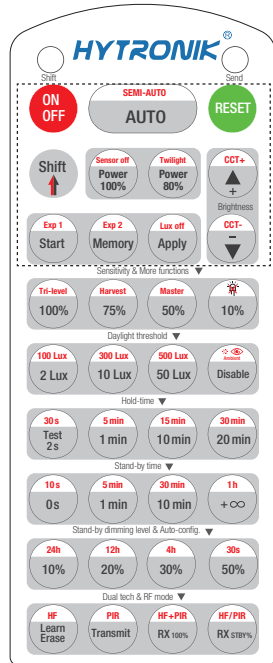 HYTRONIK®
Shift Send
ON
OFF
SEMI-AUTO
AUTO
RESET
Shift
Sensor off
Power
100%
Twilight
Power
80%
CCT+
+
Brightness
CCT-
−
Exp 1
Start
Exp 2
Memory
Lux off
Apply
Sensitivity & More functions ▼
Tri-level Harvest Master
100% 75% 50% 10%
Daylight threshold ▼
100 Lux 300 Lux 500 Lux Ambient
2 Lux 10 Lux 50 Lux Disable
Hold-time ▼
30 s 5 min 15 min 30 min
Test
2 s
1 min 10 min 20 min
Stand-by time ▼
10 s 5 min 30 min 1 h
0 s 1 min 10 min +∞
Stand-by dimming level & Auto-config. ▼
24h 12h 4h 30s
10% 20% 30% 50%
Dual tech & RF mode ▼
HF PIR HF+PIR HF/PIR
Learn
Erase
Transmit RX 100% RX STBY%